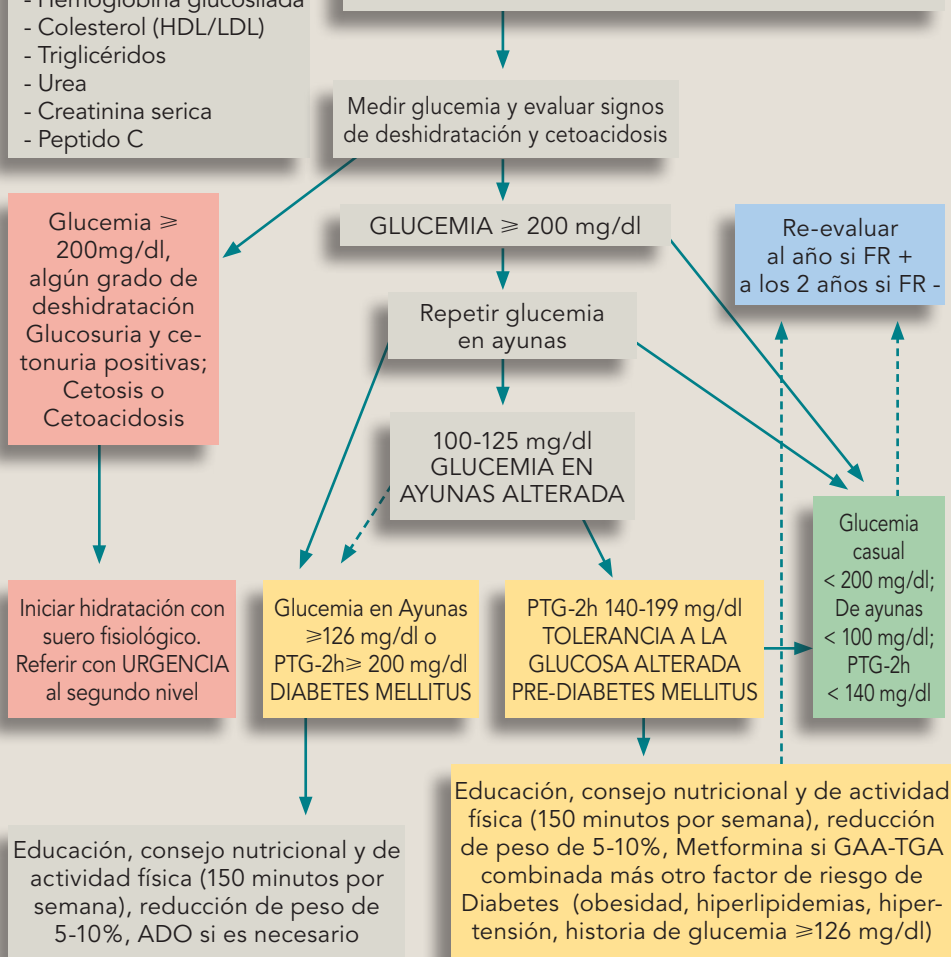 - Hemoglobina glucosilada
- Colesterol (HDL/LDL)
- Triglicéridos
- Urea
- Creatinina serica
- Peptido C
Medir glucemia y evaluar signos
de deshidratación y cetoacidosis
Glucemia ⩾
200mg/dl,
algún grado de
deshidratación
Glucosuria y ce-
tonuria positivas;
Cetosis o
Cetoacidosis
GLUCEMIA ⩾ 200 mg/dl
Re-evaluar
al año si FR +
a los 2 años si FR -
Repetir glucemia
en ayunas
100-125 mg/dl
GLUCEMIA EN
AYUNAS ALTERADA
Glucemia
casual
< 200 mg/dl;
De ayunas
< 100 mg/dl;
PTG-2h
< 140 mg/dl
Iniciar hidratación con
suero fisiológico.
Referir con URGENCIA
al segundo nivel
Glucemia en Ayunas
⩾126 mg/dl o
PTG-2h⩾ 200 mg/dl
DIABETES MELLITUS
PTG-2h 140-199 mg/dl
TOLERANCIA A LA
GLUCOSA ALTERADA
PRE-DIABETES MELLITUS
Educación, consejo nutricional y de
actividad física (150 minutos por
semana), reducción de peso de
5-10%, ADO si es necesario
Educación, consejo nutricional y de actividad
física (150 minutos por semana), reducción
de peso de 5-10%, Metformina si GAA-TGA
combinada más otro factor de riesgo de
Diabetes (obesidad, hiperlipidemias, hiper-
tensión, historia de glucemia ⩾126 mg/dl)